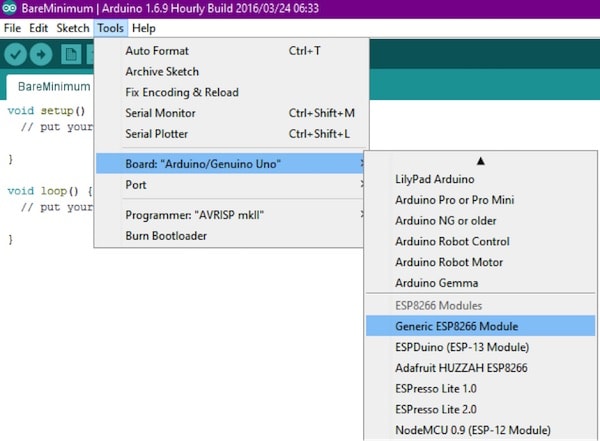 BareMinimum | Arduino 1.6.9 Hourly Build 2016/03/24 06:33
File Edit Sketch Tools Help
BareMinimum
void setup()
// put your
}
void loop() {
// put your
}
Auto Format Ctrl+T
Archive Sketch
Fix Encoding & Reload
Serial Monitor Ctrl+Shift+M
Serial Plotter Ctrl+Shift+L
Board: "Arduino/Genuino Uno"
Port
Programmer: "AVRISP mkII"
Burn Bootloader
LilyPad Arduino
Arduino Pro or Pro Mini
Arduino NG or older
Arduino Robot Control
Arduino Robot Motor
Arduino Gemma
ESP8266 Modules
Generic ESP8266 Module
ESPDuino (ESP-13 Module)
Adafruit HUZZAH ESP8266
ESPresso Lite 1.0
ESPresso Lite 2.0
NodeMCU 0.9 (ESP-12 Module)